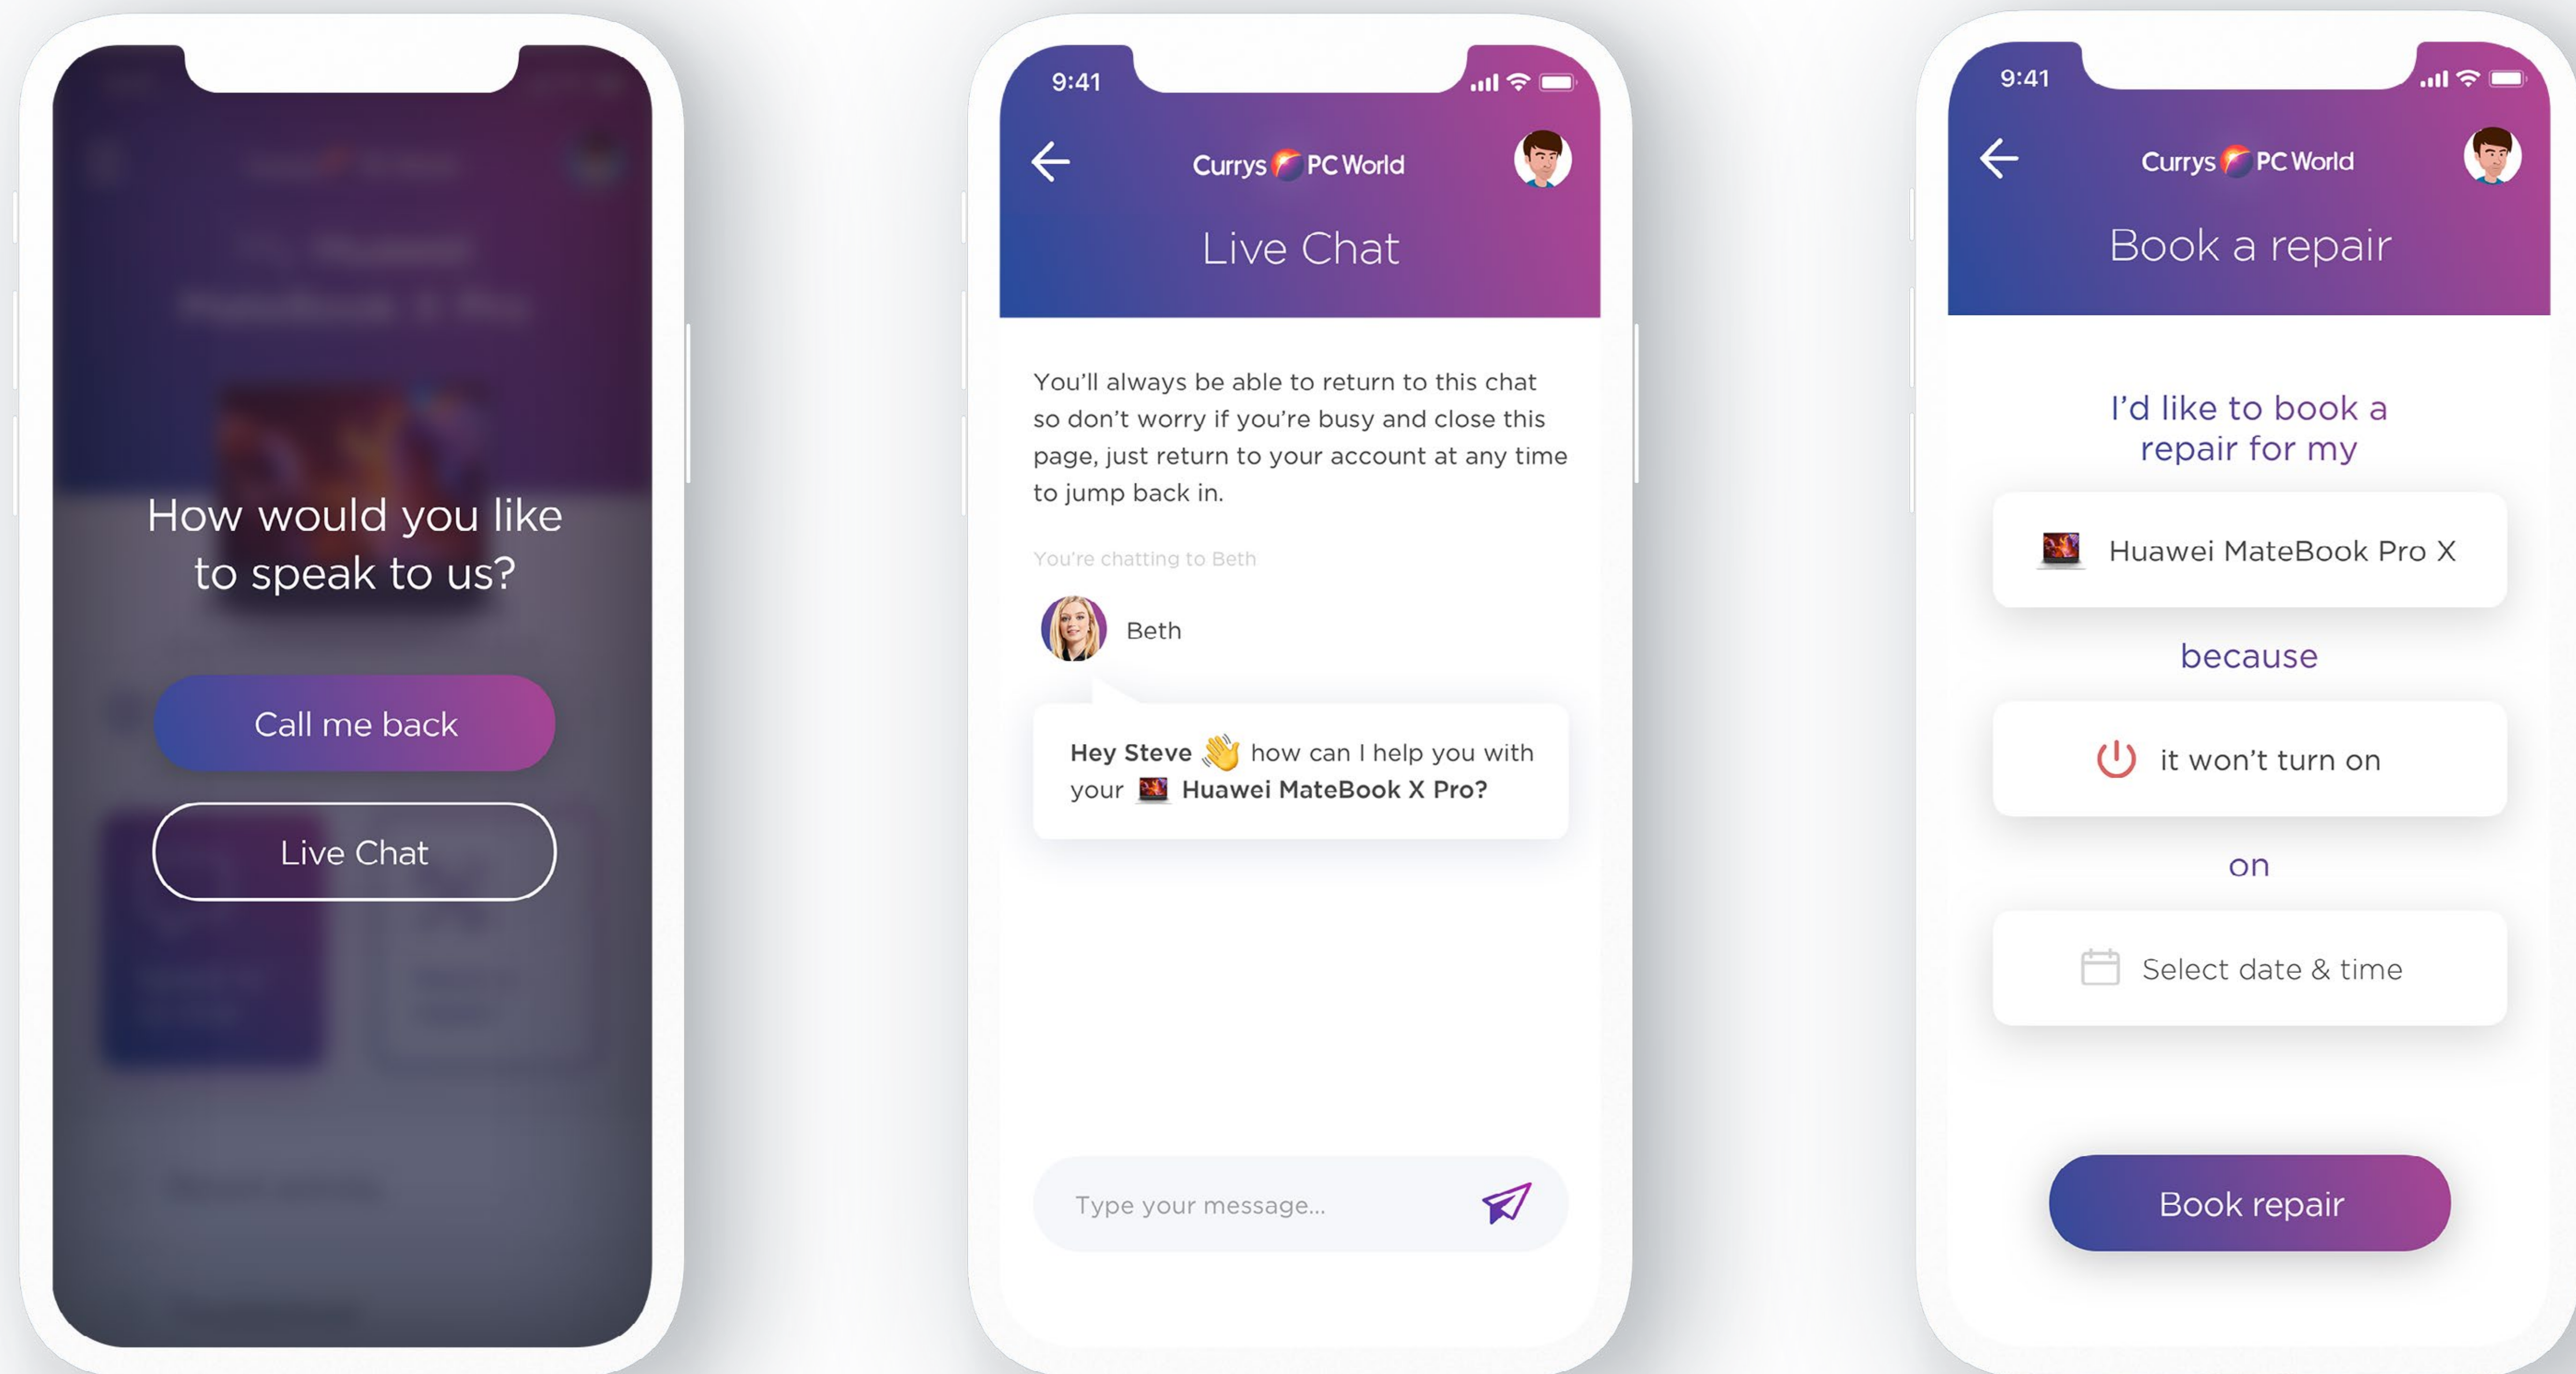 How would you like
to speak to us?
Call me back
Live Chat
9:41
Currys PC World
Live Chat
You'll always be able to return to this chat
so don't worry if you're busy and close this
page, just return to your account at any time
to jump back in.
You're chatting to Beth
Beth
Hey Steve 👋 how can I help you with
your Huawei MateBook X Pro?
Type your message...
9:41
Currys PC World
Book a repair
I'd like to book a
repair for my
Huawei MateBook Pro X
because
it won't turn on
on
Select date & time
Book repair